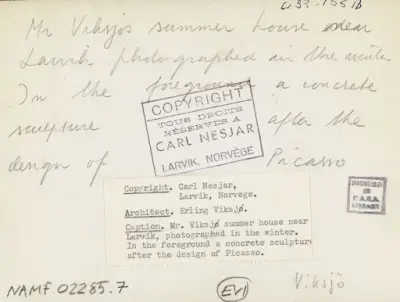 Mr Viksjos summer house near
Larvik photographed in the winter
In the foreground a concrete
sculpture after the
design of Picasso
COPYRIGHT
TOUS DROITS
RÉSERVÉS A
CARL NESJAR
LARVIK, NORVÈGE
Copyright. Carl Nesjar,
Larvik, Norvege.
Architect. Erling Viksjø.
Caption. Mr. Viksjø summer house near
Larvik, photographed in the winter.
In the foreground a concrete sculpture
after the design of Picasso.
LIBRARY
NAMF.02285.7
EVI
Viksjö